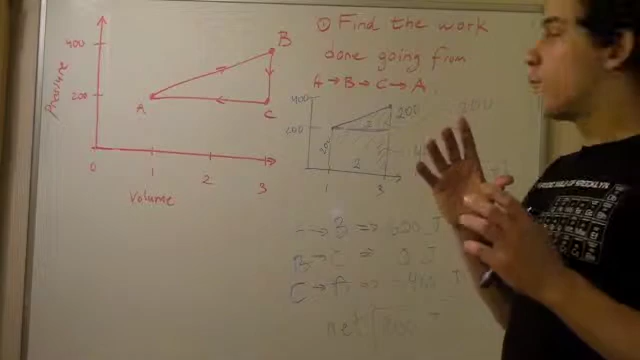 ① Find the work
done going from
A → B → C → A.
Pressure
400
200
0
1
2
3
Volume
A
B
C
400
200
200
2
1
3
B => 600 J
B → C => 0 J
C → A => -400 J
net 200 J